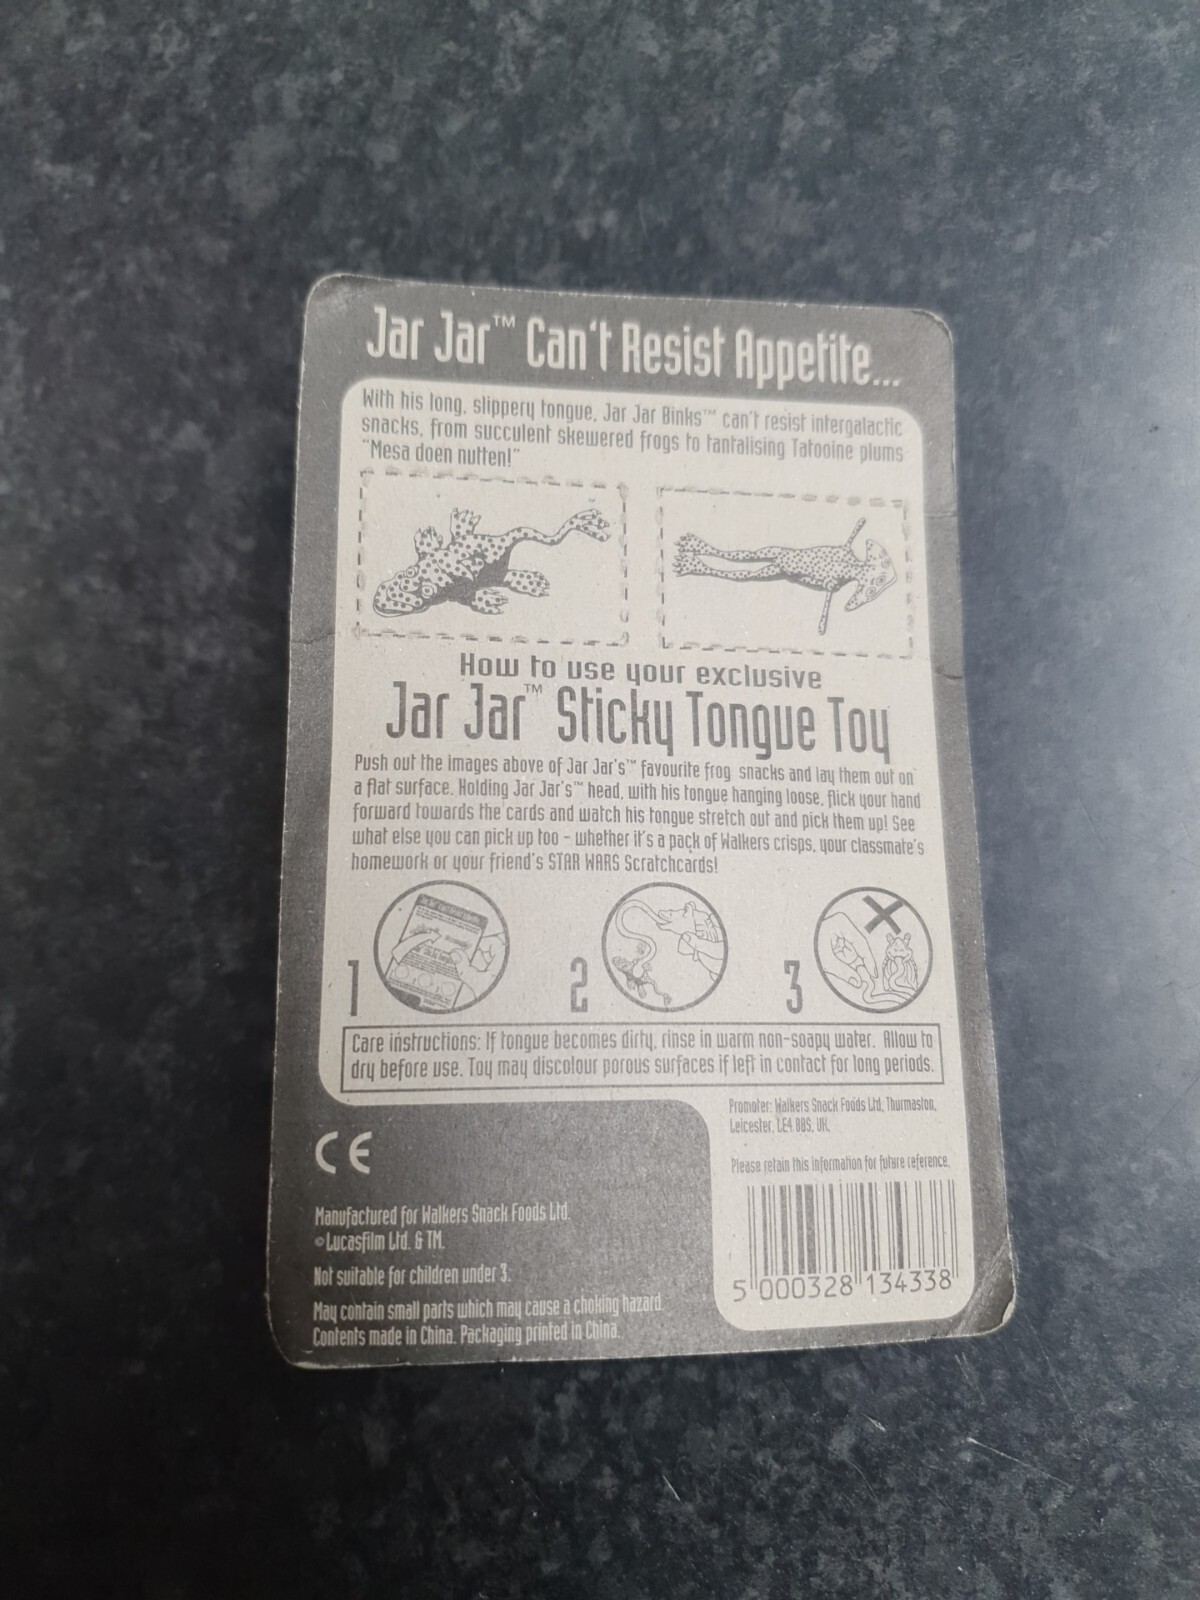 Jar Jar™ Can't Resist Appetite...
With his long, slippery tongue, Jar Jar Binks™ can't resist intergalactic
snacks, from succulent skewered frogs to tantalising Tatooine plums
"Mesa doen nutten!"
How to use your exclusive
Jar Jar™ Sticky Tongue Toy
Push out the images above of Jar Jar's™ favourite frog snacks and lay them out on
a flat surface. Holding Jar Jar's™ head, with his tongue hanging loose, flick your hand
forward towards the cards and watch his tongue stretch out and pick them up! See
what else you can pick up too - whether it's a pack of Walkers crisps, your classmate's
homework or your friend's STAR WARS Scratchcards!
1
2
3
Care instructions: If tongue becomes dirty, rinse in warm non-soapy water. Allow to
dry before use. Toy may discolour porous surfaces if left in contact for long periods.
Promoter: Walkers Snack Foods Ltd, Thurmaston,
Leicester, LE4 8BS, UK.
Please retain this information for future reference.
CE
Manufactured for Walkers Snack Foods Ltd.
©Lucasfilm Ltd. & TM.
Not suitable for children under 3.
May contain small parts which may cause a choking hazard.
Contents made in China. Packaging printed in China.
5 000328 134338